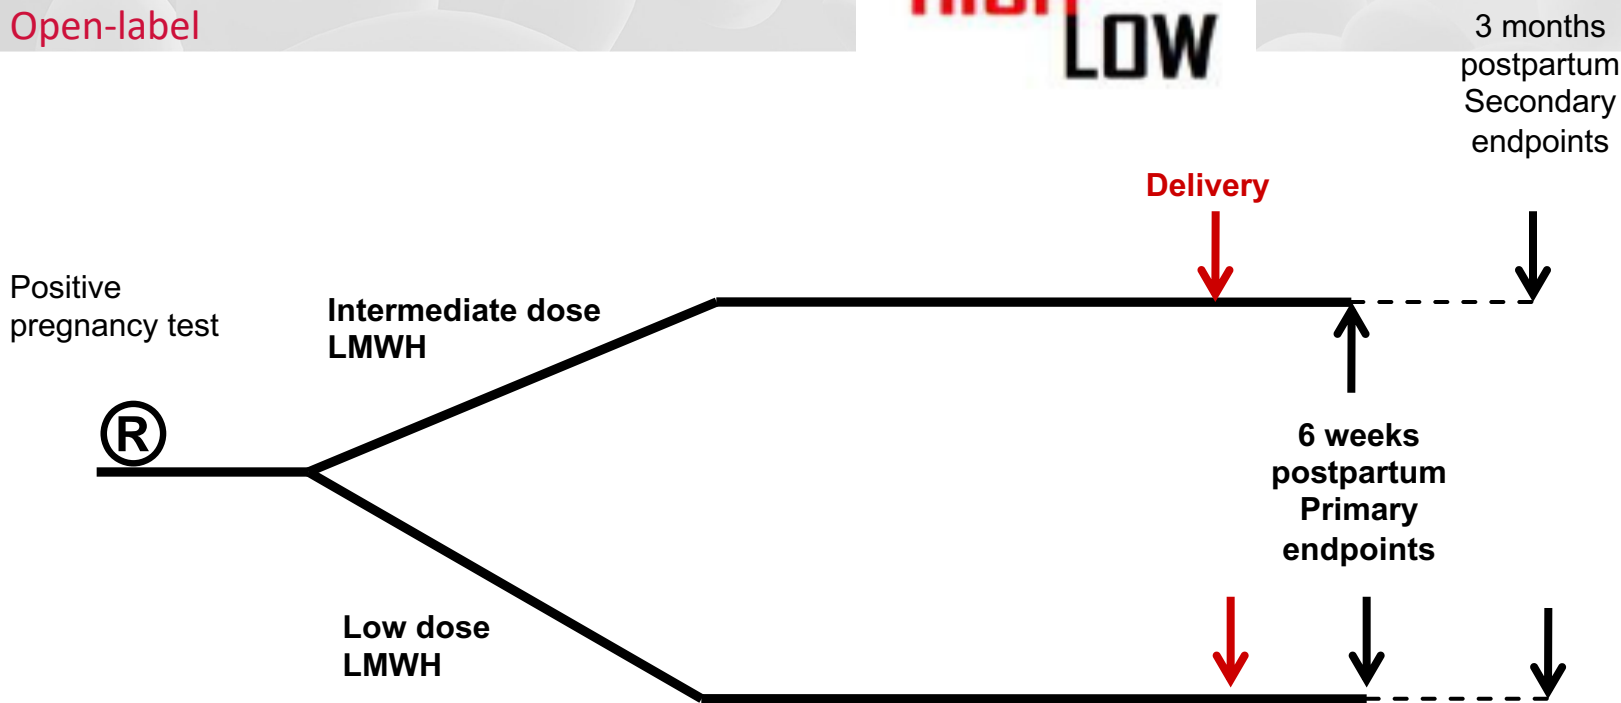 Open-label
LOW
3 months
postpartum
Secondary
endpoints
Delivery
Positive
pregnancy test
Intermediate dose
LMWH
®
6 weeks
postpartum
Primary
endpoints
Low dose
LMWH